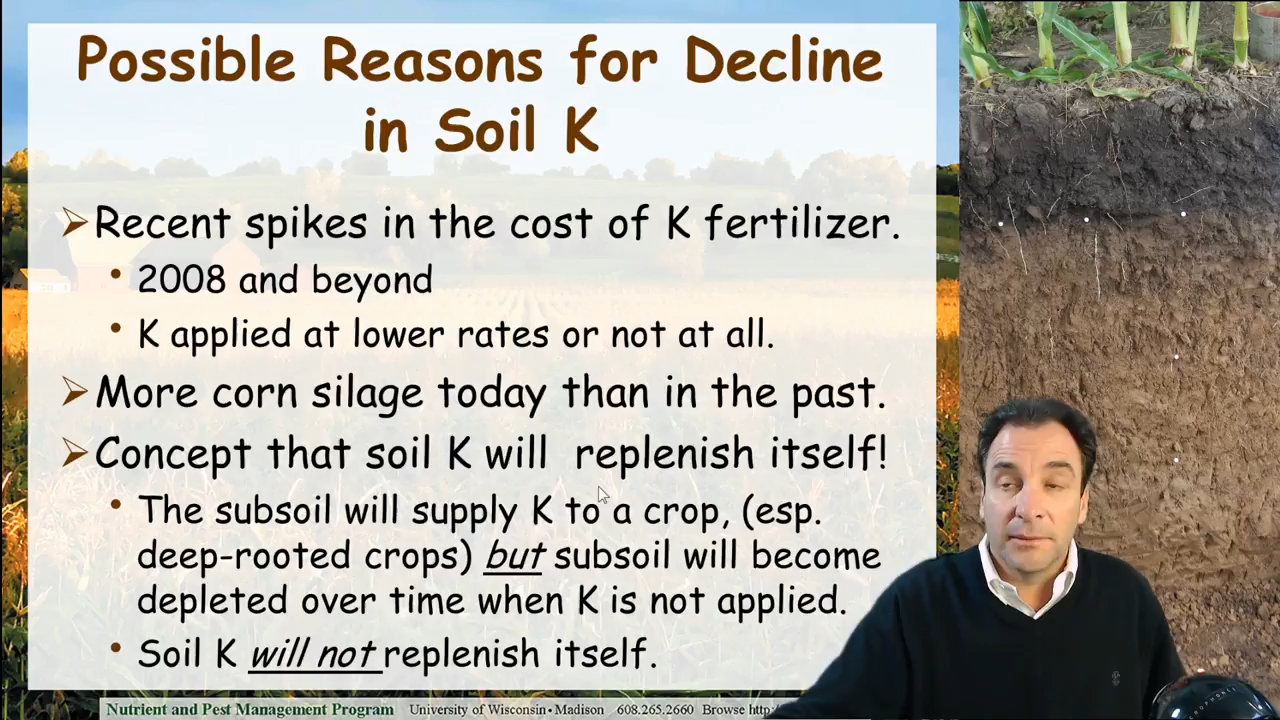 Possible Reasons for Decline
in Soil K
Recent spikes in the cost of K fertilizer.
2008 and beyond
K applied at lower rates or not at all.
More corn silage today than in the past.
Concept that soil K will replenish itself!
The subsoil will supply K to a crop, (esp.
deep-rooted crops) but subsoil will become
depleted over time when K is not applied.
Soil K will not replenish itself.
Nutrient and Pest Management Program University of Wisconsin•Madison 608.265.2660 Browse http: